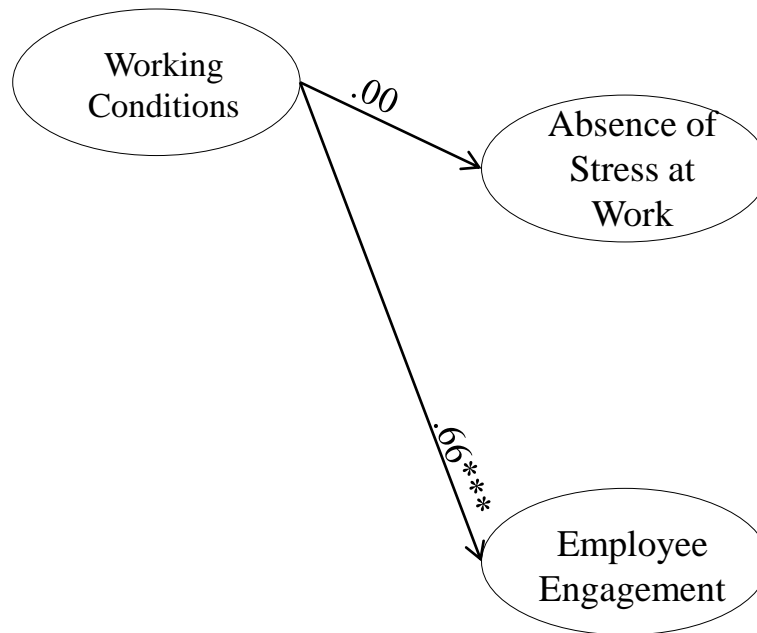 Working
Conditions
.00
Absence of
Stress at
Work
.66***
Employee
Engagement